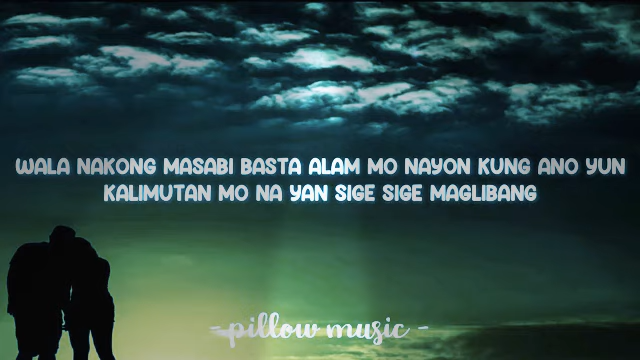 WALA NAKONG MASABI BASTA ALAM MO NAYON KUNG ANO YUN
KALIMUTAN MO NA YAN SIGE SIGE MAGLIBANG
- pillow music -